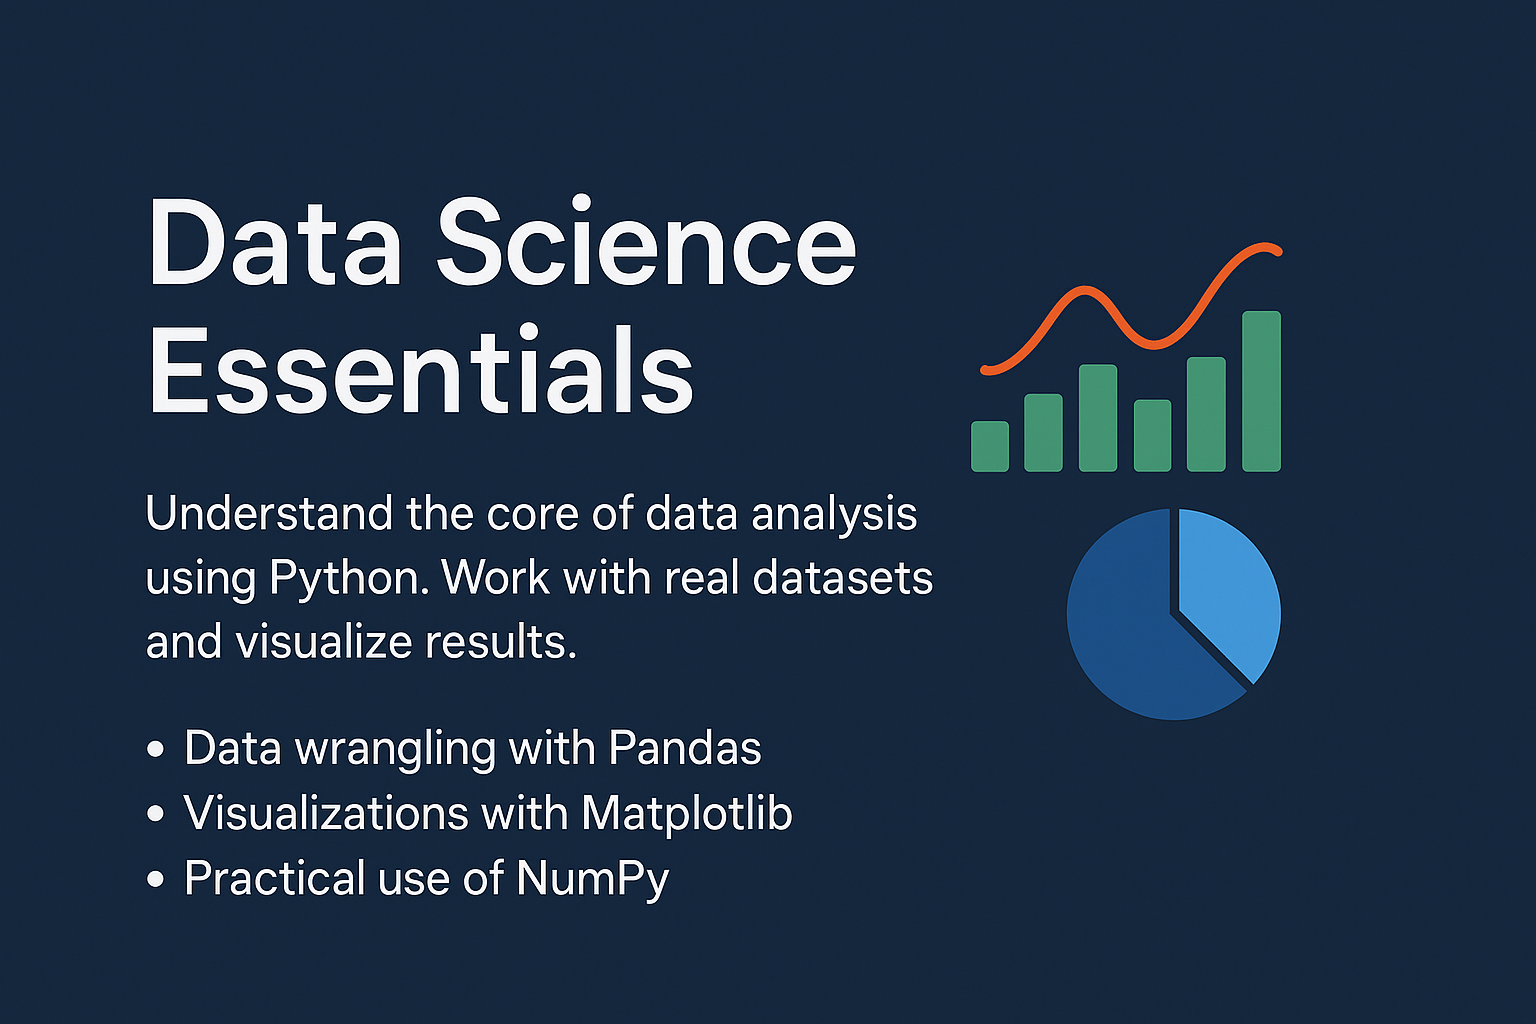 Data Science
Essentials
Understand the core of data analysis
using Python. Work with real datasets
and visualize results.
• Data wrangling with Pandas
• Visualizations with Matplotlib
• Practical use of NumPy